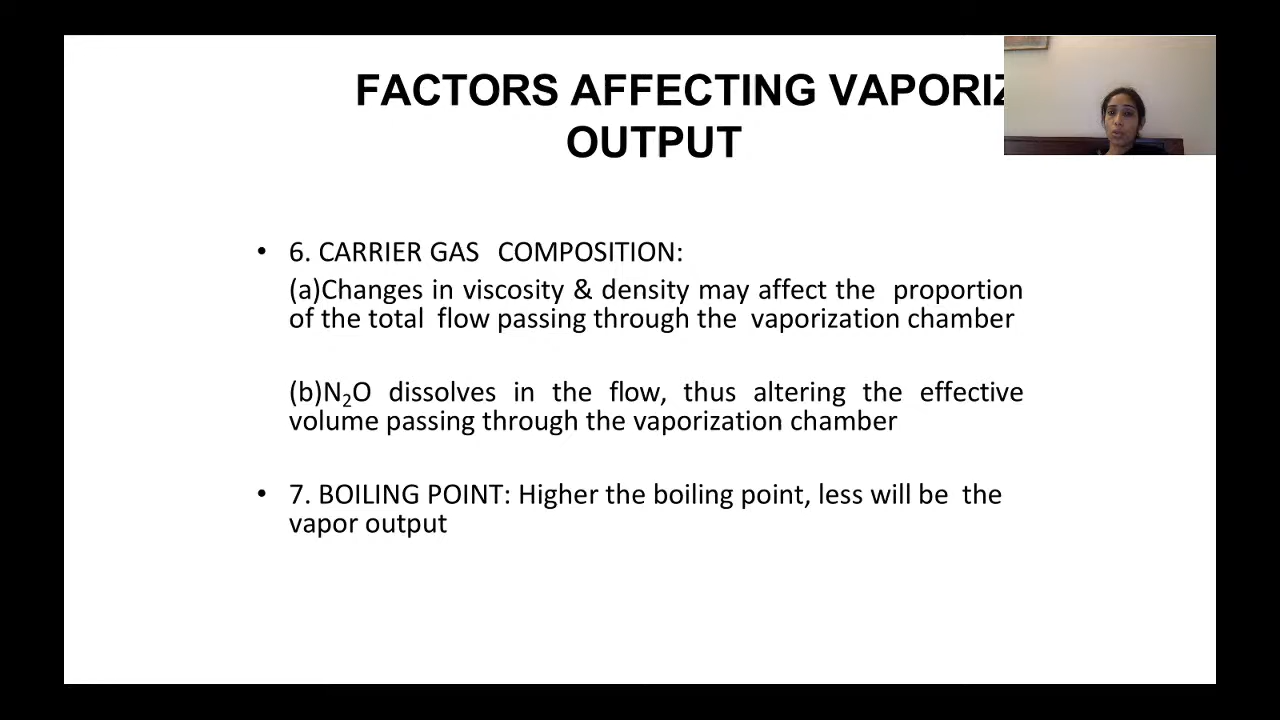 FACTORS AFFECTING VAPORIZ
OUTPUT
• 6. CARRIER GAS COMPOSITION:
(a)Changes in viscosity & density may affect the proportion
of the total flow passing through the vaporization chamber
(b)N₂O dissolves in the flow, thus altering the effective
volume passing through the vaporization chamber
• 7. BOILING POINT: Higher the boiling point, less will be the
vapor output